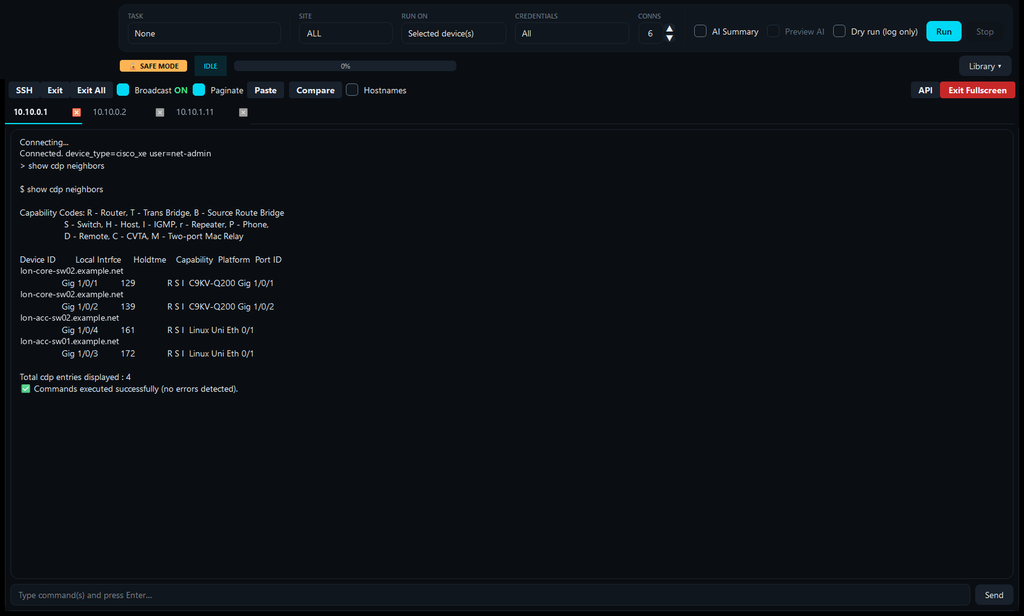 TASK SITE RUN ON CREDENTIALS CONNS
None ALL Selected device(s) All 6 AI Summary Preview AI Dry run (log only) Run Stop
SAFE MODE IDLE 0% Library
SSH Exit Exit All Broadcast ON Paginate Paste Compare Hostnames API Exit Fullscreen
10.10.0.1 10.10.0.2 10.10.1.11
Connecting...
Connected. device_type=cisco_xe user=net-admin
> show cdp neighbors
$ show cdp neighbors
Capability Codes: R - Router, T - Trans Bridge, B - Source Route Bridge
S - Switch, H - Host, I - IGMP, r - Repeater, P - Phone,
D - Remote, C - CVTA, M - Two-port Mac Relay
Device ID Local Intrfce Holdtme Capability Platform Port ID
lon-core-sw02.example.net
Gig 1/0/1 129 R S I C9KV-Q200 Gig 1/0/1
lon-core-sw02.example.net
Gig 1/0/2 139 R S I C9KV-Q200 Gig 1/0/2
lon-acc-sw02.example.net
Gig 1/0/4 161 R S I Linux Uni Eth 0/1
lon-acc-sw01.example.net
Gig 1/0/3 172 R S I Linux Uni Eth 0/1
Total cdp entries displayed : 4
✅ Commands executed successfully (no errors detected).
Type command(s) and press Enter... Send